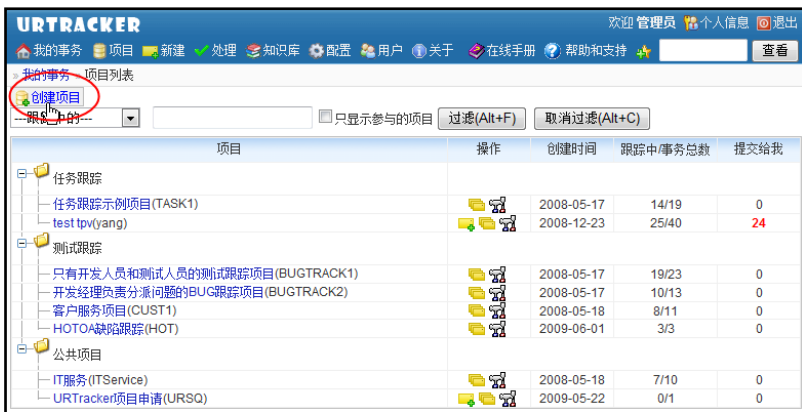 URTRACKER 欢迎 管理员 个人信息 退出
我的事务 项目 新建 处理 知识库 配置 用户 关于 在线手册 帮助和支持 查看
» 我的事务 » 项目列表
创建项目
---跟踪中的--- 只显示参与的项目 过滤(Alt+F) 取消过滤(Alt+C)
项目 操作 创建时间 跟踪中/事务总数 提交给我
任务跟踪
任务跟踪示例项目(TASK1) 2008-05-17 14/19 0
test tpv(yang) 2008-12-23 25/40 24
测试跟踪
只有开发人员和测试人员的测试跟踪项目(BUGTRACK1) 2008-05-17 19/23 0
开发经理负责分派问题的BUG跟踪项目(BUGTRACK2) 2008-05-17 10/13 0
客户服务项目(CUST1) 2008-05-18 8/11 0
HOTOA缺陷跟踪(HOT) 2009-06-01 3/3 0
公共项目
IT服务(ITService) 2008-05-18 7/10 0
URTracker项目申请(URSQ) 2009-05-22 0/1 0